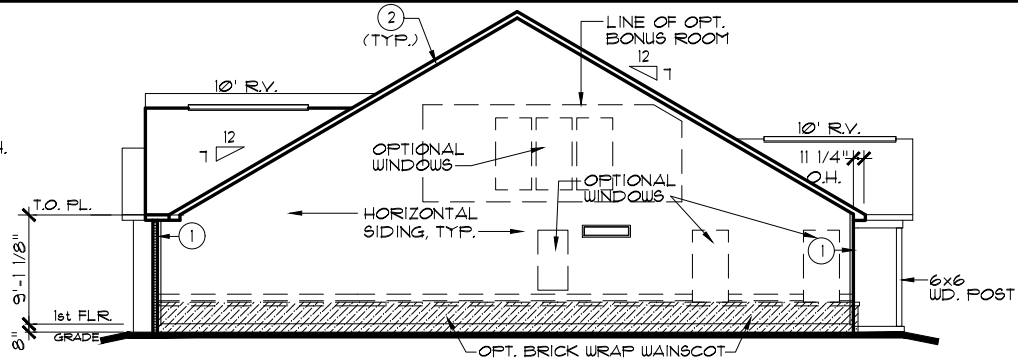 2
(TYP.)
LINE OF OPT.
BONUS ROOM
12
7
10' R.V.
10' R.V.
12
7
H.
OPTIONAL
WINDOWS
11 1/4"
O.H.
OPTIONAL
WINDOWS
T.O. PL.
HORIZONTAL
SIDING, TYP.
1
1
9'-1 1/8"
6x6
WD. POST
1st FLR.
8"
GRADE
OPT. BRICK WRAP WAINSCOT